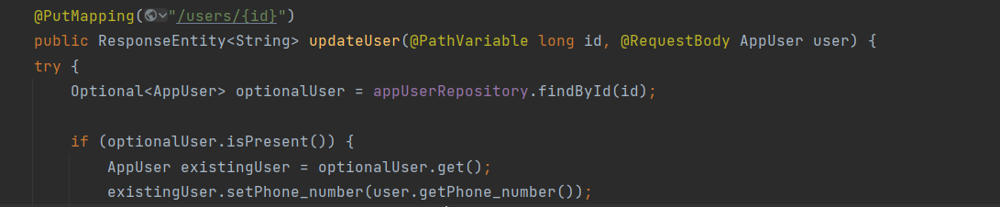 @PutMapping("/users/{id}")
public ResponseEntity<String> updateUser(@PathVariable long id, @RequestBody AppUser user) {
try {
Optional<AppUser> optionalUser = appUserRepository.findById(id);
if (optionalUser.isPresent()) {
AppUser existingUser = optionalUser.get();
existingUser.setPhone_number(user.getPhone_number());